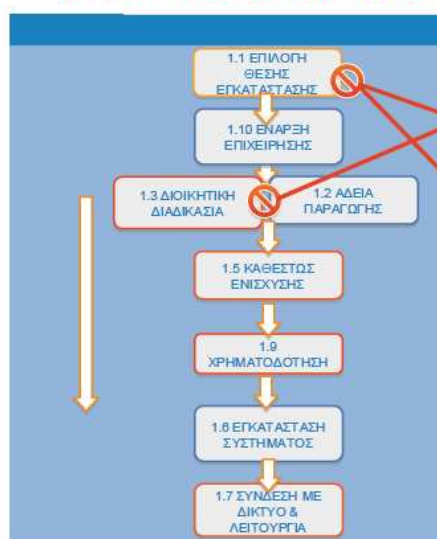 1.1 ΕΠΙΛΟΓΗ
ΘΕΣΗΣ
ΕΓΚΑΤΑΣΤΑΣΗΣ
1.10 ΕΝΑΡΞΗ
ΕΠΙΧΕΙΡΗΣΗΣ
1.3 ΔΙΟΙΚΗΤΙΚΗ
ΔΙΑΔΙΚΑΣΙΑ
1.2 ΑΔΕΙΑ
ΠΑΡΑΓΩΓΗΣ
1.5 ΚΑΘΕΣΤΩΣ
ΕΝΙΣΧΥΣΗΣ
1.9
ΧΡΗΜΑΤΟΔΟΤΗΣΗ
1.6 ΕΓΚΑΤΑΣΤΑΣΗ
ΣΥΣΤΗΜΑΤΟΣ
1.7 ΣΥΝΔΕΣΗ ΜΕ
ΔΙΚΤΥΟ &
ΛΕΙΤΟΥΡΓΙΑ